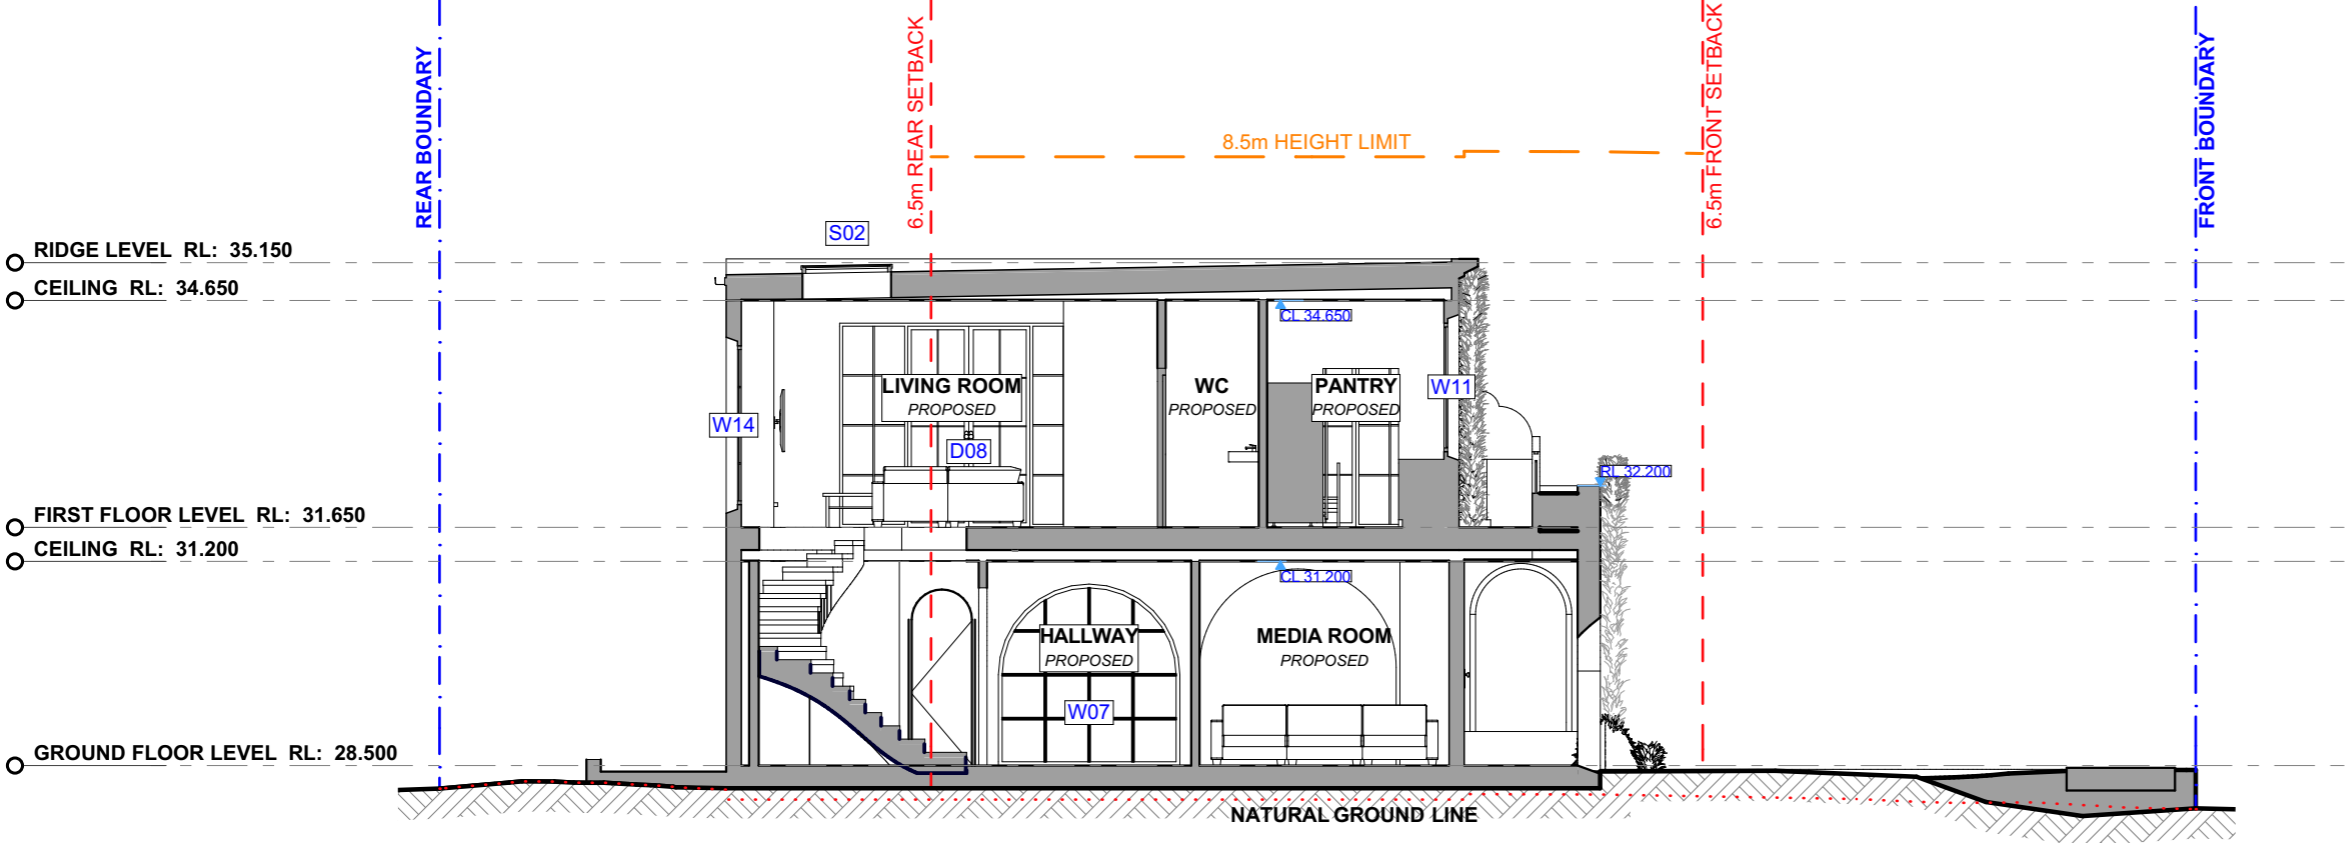 REAR BOUNDARY
6.5m REAR SETBACK
8.5m HEIGHT LIMIT
6.5m FRONT SETBACK
FRONT BOUNDARY
S02
RIDGE LEVEL RL: 35.150
CEILING RL: 34.650
CL 34.650
LIVING ROOM
PROPOSED
WC
PROPOSED
PANTRY
PROPOSED
W11
W14
D08
RL 32.200
FIRST FLOOR LEVEL RL: 31.650
CEILING RL: 31.200
CL 31.200
HALLWAY
PROPOSED
MEDIA ROOM
PROPOSED
W07
GROUND FLOOR LEVEL RL: 28.500
NATURAL GROUND LINE